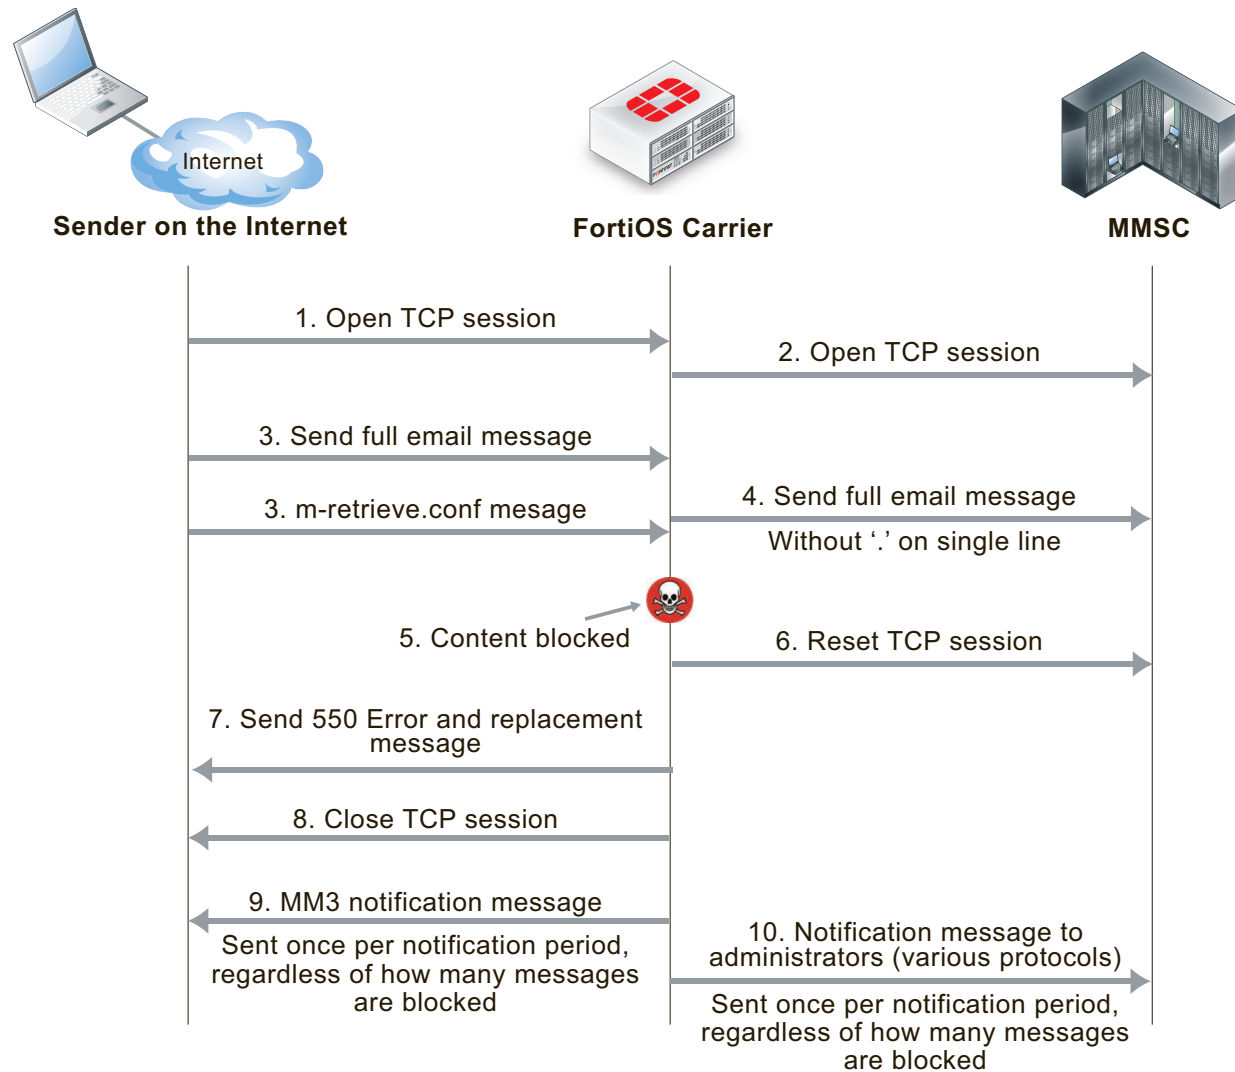 Internet
Sender on the Internet
FortiOS Carrier
MMSC
1. Open TCP session
2. Open TCP session
3. Send full email message
4. Send full email message
Without ‘.’ on single line
3. m-retrieve.conf mesage
5. Content blocked
6. Reset TCP session
7. Send 550 Error and replacement
message
8. Close TCP session
9. MM3 notification message
Sent once per notification period,
regardless of how many messages
are blocked
10. Notification message to
administrators (various protocols)
Sent once per notification period,
regardless of how many messages
are blocked